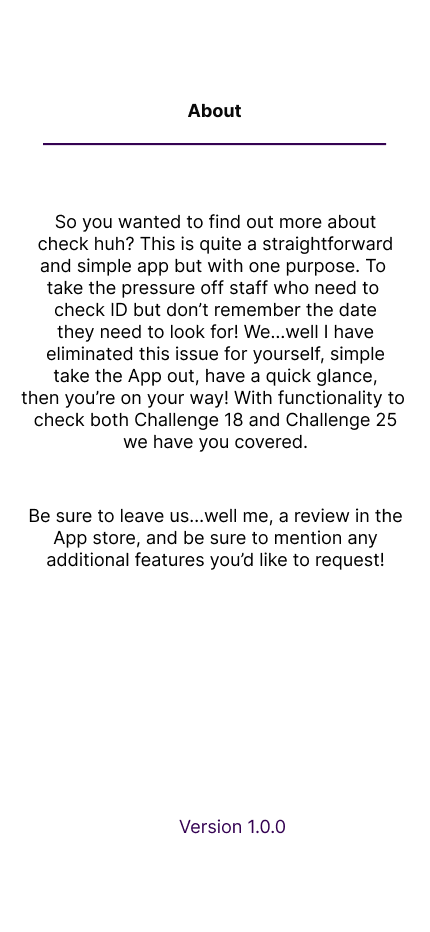 About
So you wanted to find out more about
check huh? This is quite a straightforward
and simple app but with one purpose. To
take the pressure off staff who need to
check ID but don’t remember the date
they need to look for! We...well I have
eliminated this issue for yourself, simple
take the App out, have a quick glance,
then you’re on your way! With functionality to
check both Challenge 18 and Challenge 25
we have you covered.
Be sure to leave us...well me, a review in the
App store, and be sure to mention any
additional features you’d like to request!
Version 1.0.0